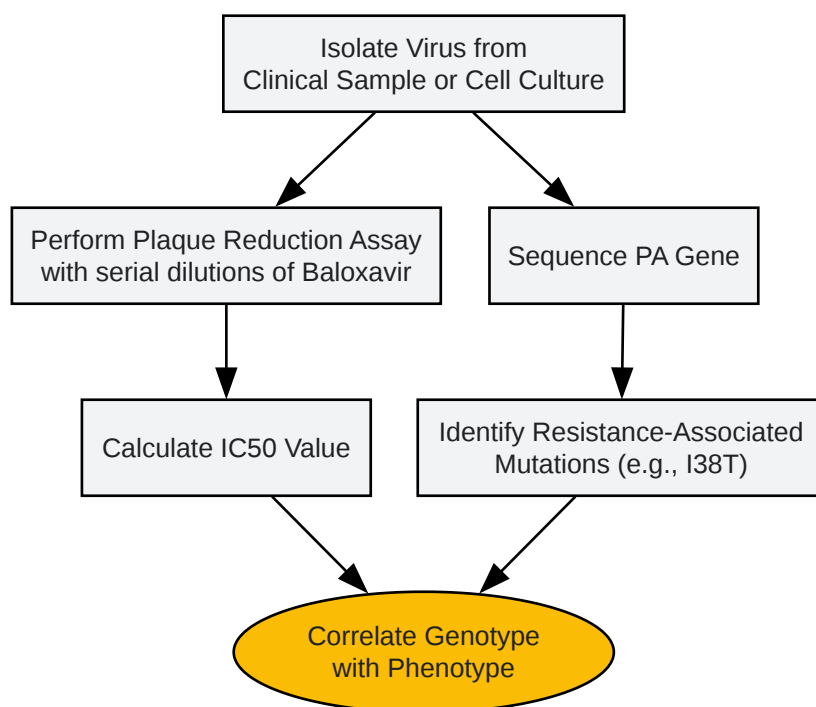 Isolate Virus from
Clinical Sample or Cell Culture
Perform Plaque Reduction Assay
with serial dilutions of Baloxavir
Sequence PA Gene
Calculate IC50 Value
Identify Resistance-Associated
Mutations (e.g., I38T)
Correlate Genotype
with Phenotype